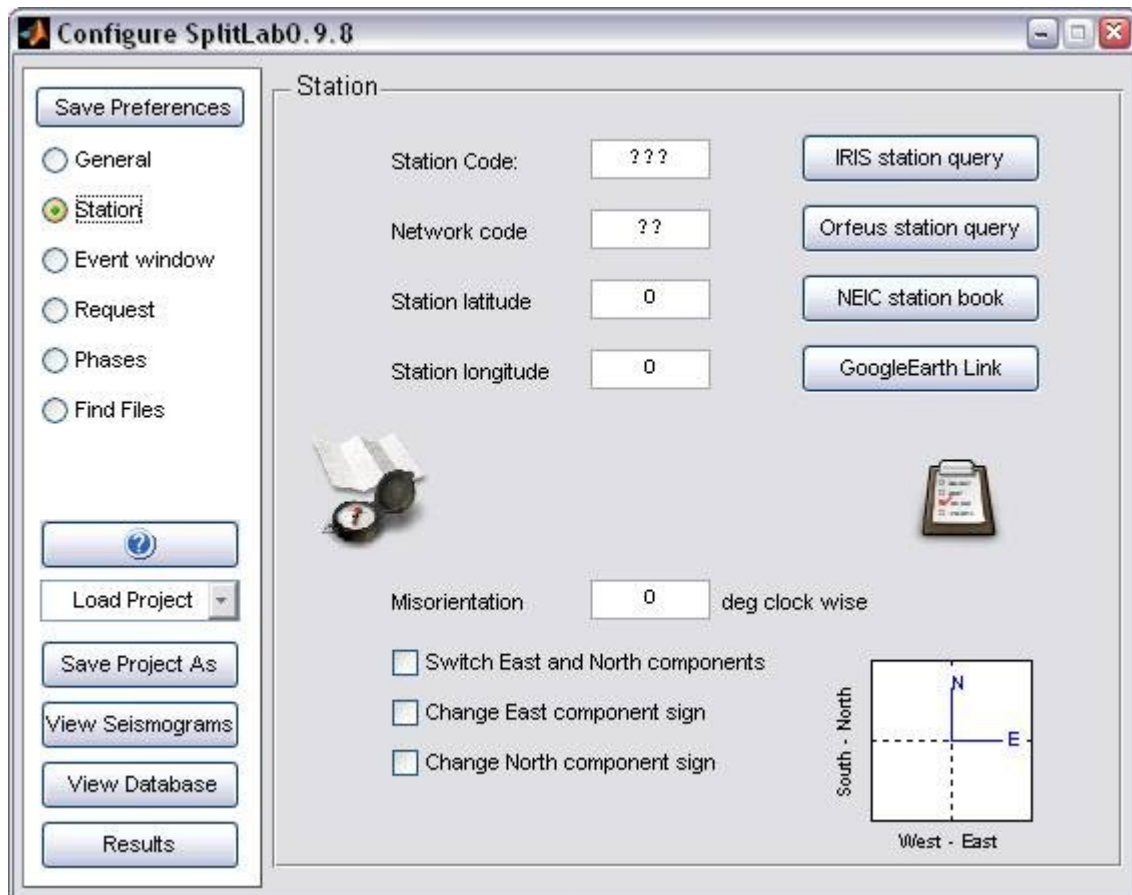 Configure SplitLab0.9.8
Save Preferences
General
Station
Event window
Request
Phases
Find Files
?
Load Project
Save Project As
View Seismograms
View Database
Results
Station
Station Code: ??? IRIS station query
Network code ?? Orfeus station query
Station latitude 0 NEIC station book
Station longitude 0 GoogleEarth Link
Misorientation 0 deg clock wise
Switch East and North components
Change East component sign
Change North component sign
South - North
N
E
West - East